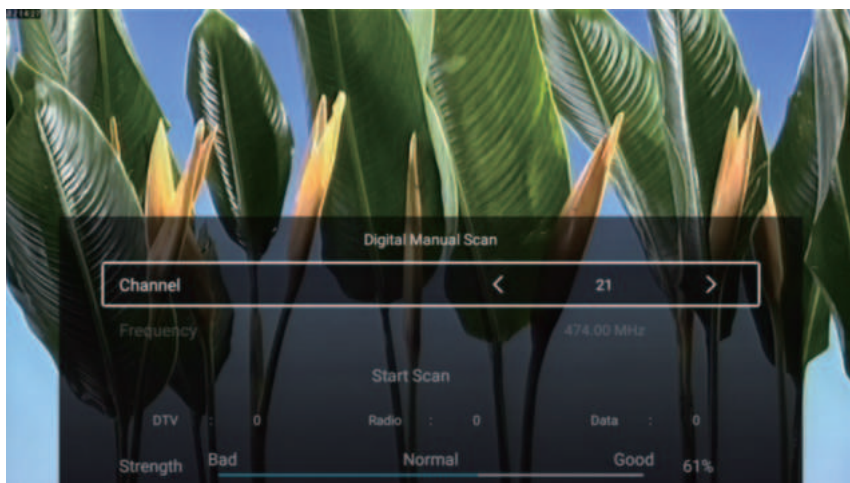 Digital Manual Scan
Channel < 21 >
Frequency 474.00 MHz
Start Scan
DTV : 0 Radio : 0 Data : 0
Bad Normal Good
Strength 61%